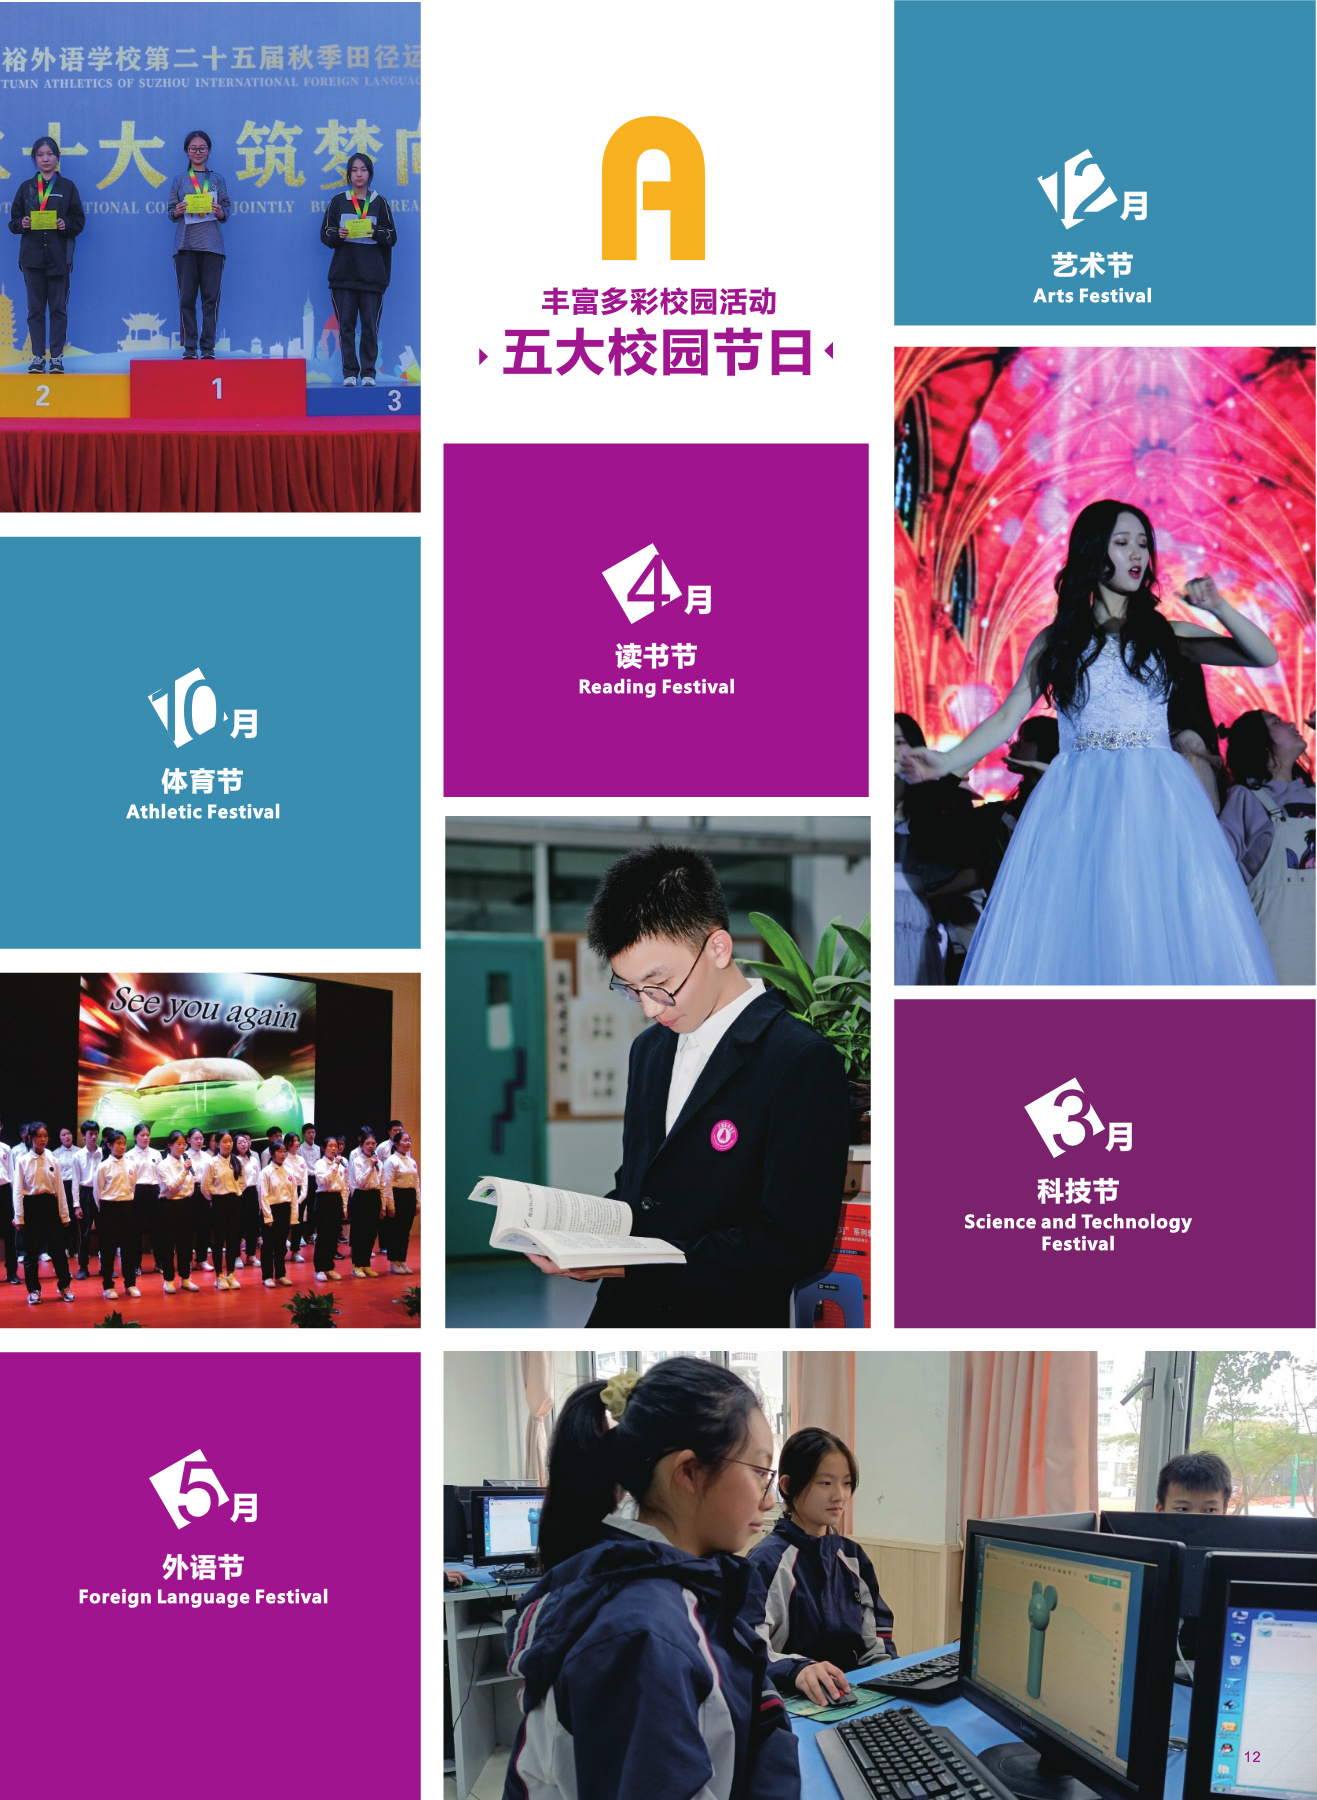 裕外语学校第二十五届秋季田径运
TUMN ATHLETICS OF SUZHOU INTERNATIONAL FOREIGN LANGUAG
十大 筑梦向
JOINTLY
2
1
3
A
丰富多彩校园活动
五大校园节日
12月
艺术节
Arts Festival
4月
读书节
Reading Festival
10月
体育节
Athletic Festival
See you again
3月
科技节
Science and Technology
Festival
5月
外语节
Foreign Language Festival
12